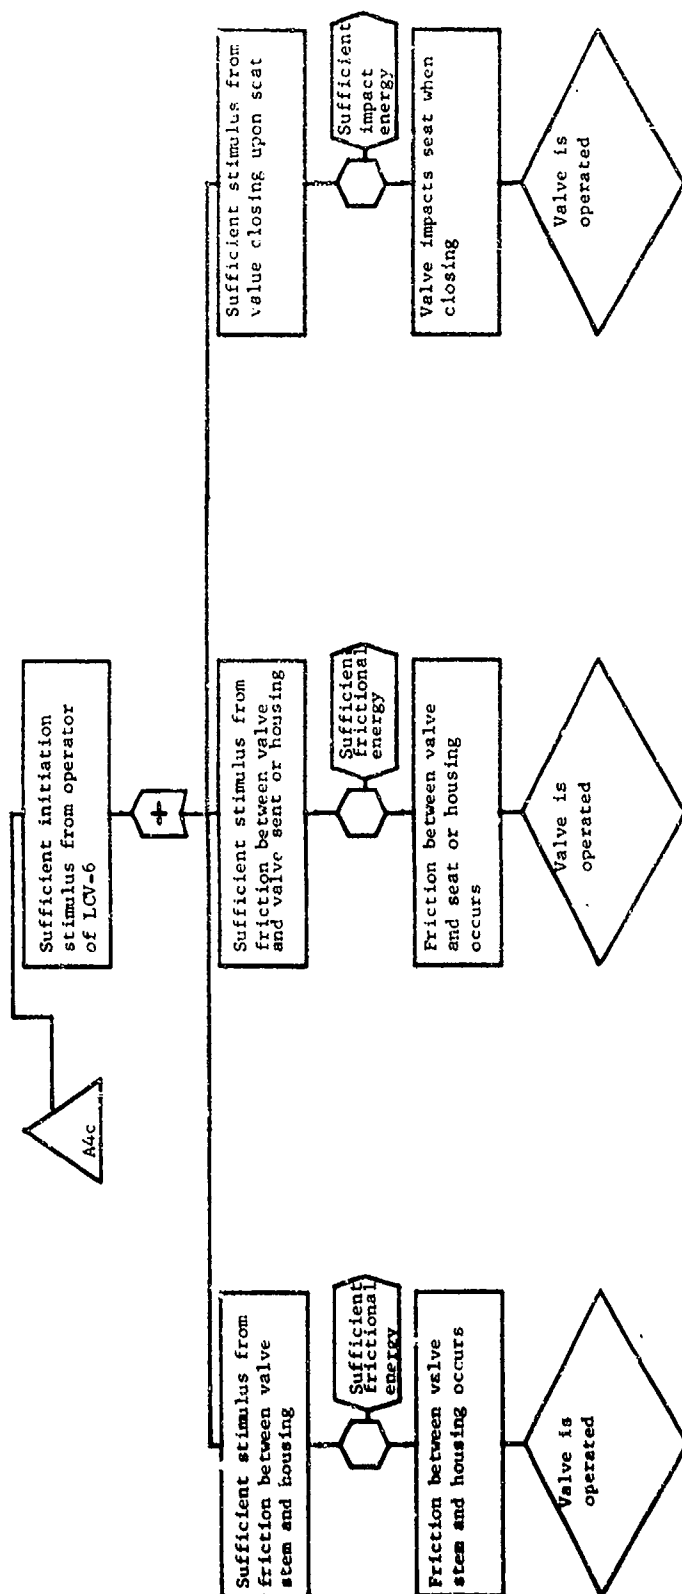 A4c
Sufficient initiation
stimulus from operator
of LCV-6
+
Sufficient stimulus from
friction between valve
stem and housing
Sufficient
frictional
energy
Friction between valve
stem and housing occurs
Valve is
operated
Sufficient stimulus from
friction between valve
and valve sent or housing
Sufficient
frictional
energy
Friction between valve
and seat or housing
occurs
Valve is
operated
Sufficient stimulus from
value closing upon seat
Sufficient
impact
energy
Valve impacts seat when
closing
Valve is
operated